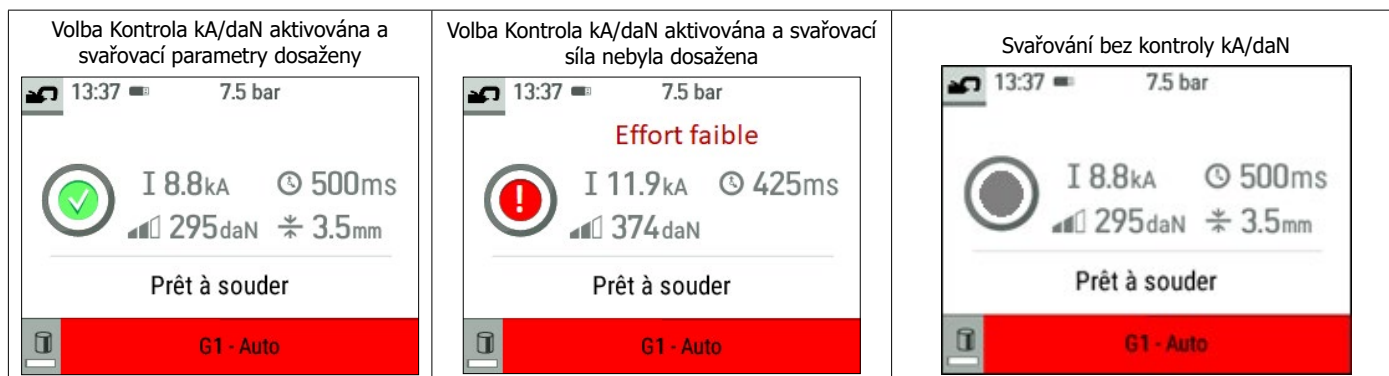 Volba Kontrola kA/daN aktivována a
svařovací parametry dosaženy
13:37 7.5 bar
I 8.8kA 500ms
295daN 3.5mm
Prêt à souder
G1 - Auto
Volba Kontrola kA/daN aktivována a svařovací
síla nebyla dosažena
13:37 7.5 bar
Effort faible
I 11.9kA 425ms
374daN
Prêt à souder
G1 - Auto
Svařování bez kontroly kA/daN
13:37 7.5 bar
I 8.8kA 500ms
295daN 3.5mm
Prêt à souder
G1 - Auto